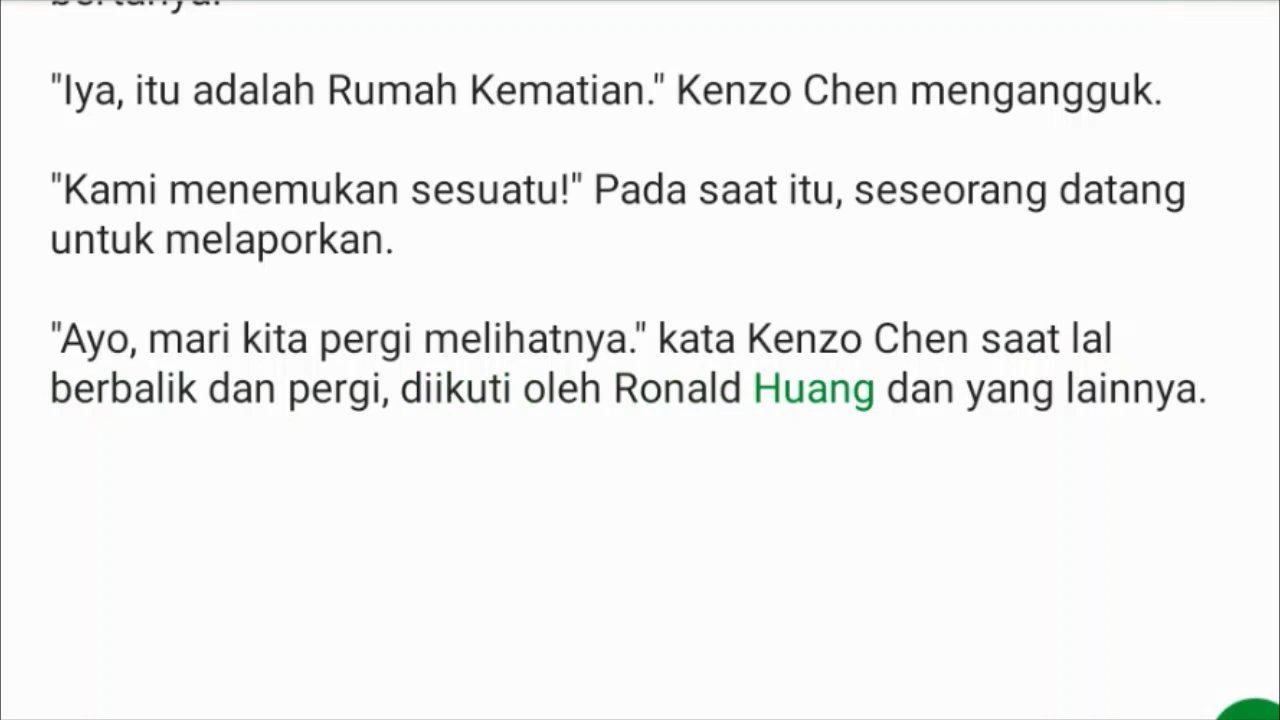 "Iya, itu adalah Rumah Kematian." Kenzo Chen mengangguk.
"Kami menemukan sesuatu!" Pada saat itu, seseorang datang
untuk melaporkan.
"Ayo, mari kita pergi melihatnya." kata Kenzo Chen saat lal
berbalik dan pergi, diikuti oleh Ronald Huang dan yang lainnya.